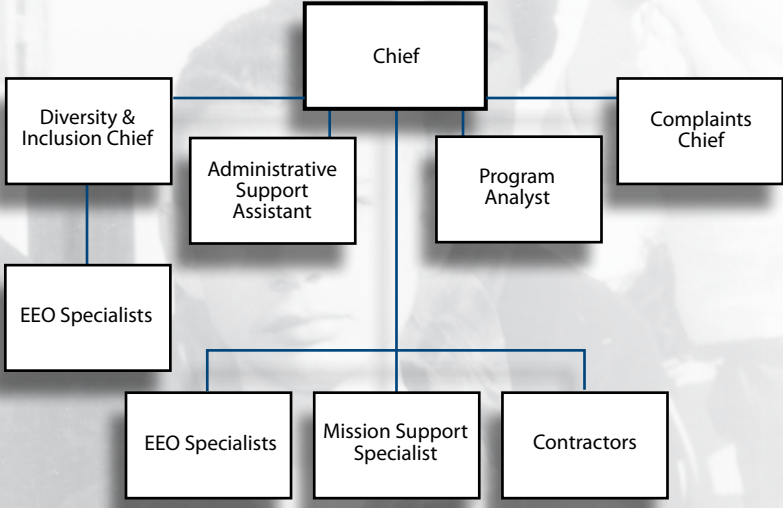 Chief
Diversity &
Inclusion Chief
Administrative
Support
Assistant
Program
Analyst
Complaints
Chief
EEO Specialists
EEO Specialists
Mission Support
Specialist
Contractors